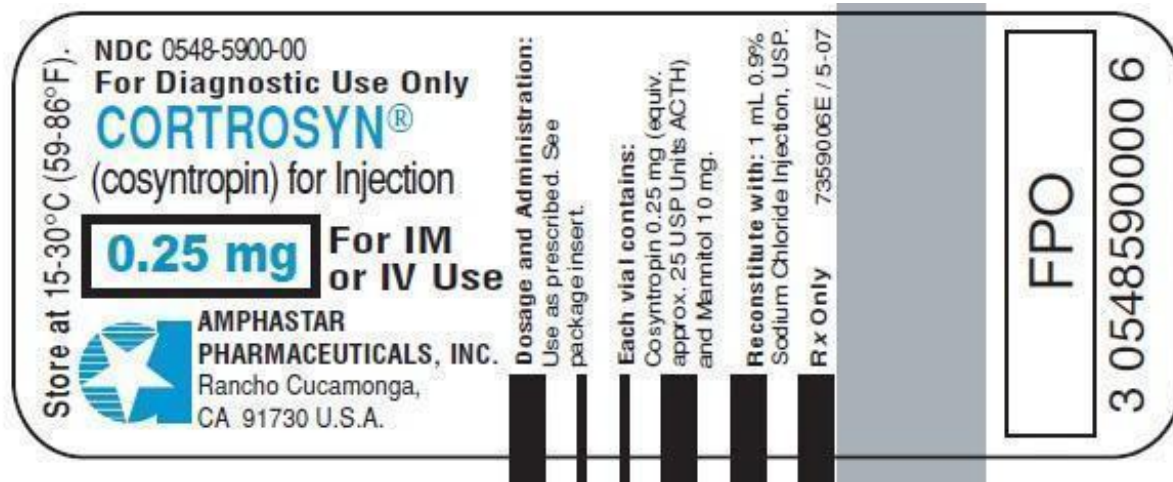 Store at 15-30°C (59-86°F).
NDC 0548-5900-00
For Diagnostic Use Only
CORTROSYN®
(cosyntropin) for Injection
0.25 mg
For IM
or IV Use
AMPHASTAR
PHARMACEUTICALS, INC.
Rancho Cucamonga,
CA 91730 U.S.A.
Dosage and Administration:
Use as prescribed. See
package insert.
Each vial contains:
Cosyntropin 0.25 mg (equiv.
approx. 25 USP Units ACTH)
and Mannitol 10 mg.
Reconstitute with: 1 mL 0.9%
Sodium Chloride Injection, USP.
Rx Only 7359006E / 5-07
FPO
3 0548590000 6